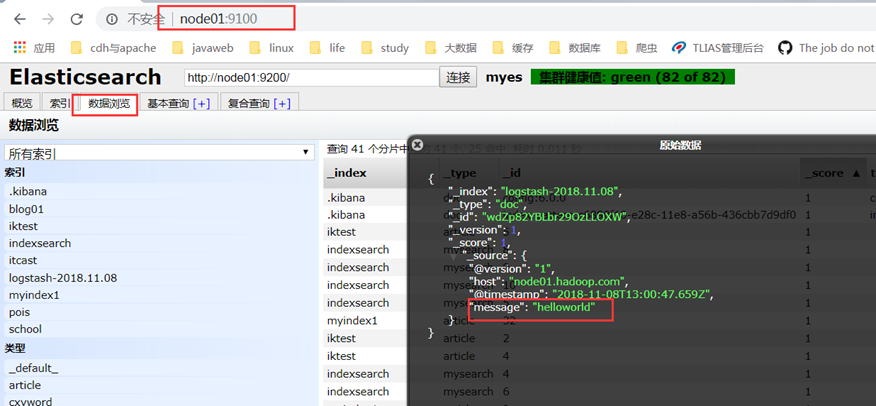 不安全 | node01:9100
应用 cdh与apache javaweb linux life study 大数据 缓存 数据库 爬虫 TLIAS管理后台 The job do not
Elasticsearch http://node01:9200/ 连接 myes 集群健康值: green (82 of 82)
概览 索引 数据浏览 基本查询 [+] 复合查询 [+]
数据浏览
所有索引
索引
.kibana
blog01
iktest
indexsearch
itcast
logstash-2018.11.08
myindex1
pois
school
类型
_default_
article
cxyword
查询 41 个分片中
_index _type _id _score ▲
.kibana 1
.kibana e28c-11e8-a56b-436cbb7d9df0 1
iktest 1
indexsearch 1
indexsearch 1
indexsearch 1
myindex1 article 32 1
iktest article 2 1
iktest article 4 1
indexsearch mysearch 4 1
indexsearch mysearch 6 1
原始数据
{
"_index": "logstash-2018.11.08",
"_type": "doc",
"_id": "wdZp82YBLbr29OzLLOXW",
"_version": 1,
"_score": 1,
"_source": {
"@version": "1",
"host": "node01.hadoop.com",
"@timestamp": "2018-11-08T13:00:47.659Z",
"message": "helloworld"
}
}